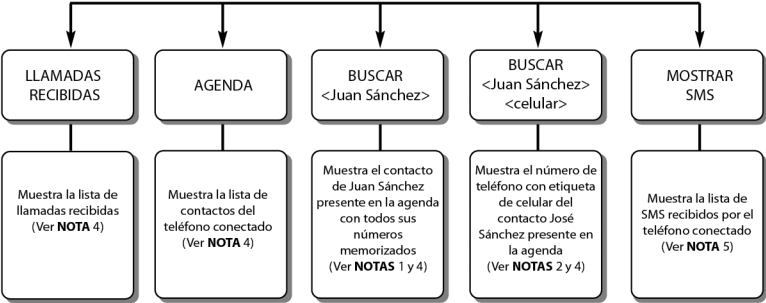 LLAMADAS
RECIBIDAS
AGENDA
BUSCAR
<Juan Sánchez>
BUSCAR
<Juan Sánchez>
<celular>
MOSTRAR
SMS
Muestra la lista de
llamadas recibidas
(Ver NOTA 4)
Muestra la lista de
contactos del
teléfono conectado
(Ver NOTA 4)
Muestra el contacto
de Juan Sánchez
presente en la agenda
con todos sus
números
memorizados
(Ver NOTAS 1 y 4)
Muestra el número de
teléfono con etiqueta
de celular del
contacto José
Sánchez presente en
la agenda
(Ver NOTAS 2 y 4)
Muestra la lista de
SMS recibidos por el
teléfono conectado
(Ver NOTA 5)